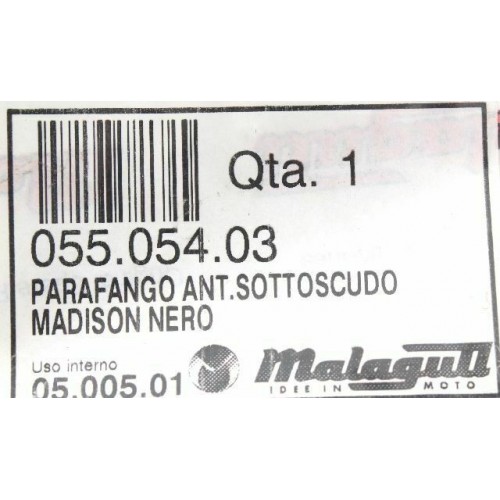 Qta. 1
055.054.03
PARAFANGO ANT.SOTTOSCUDO
MADISON NERO
Uso interno
05.005.01
Malaguti
IDEE IN MOTO